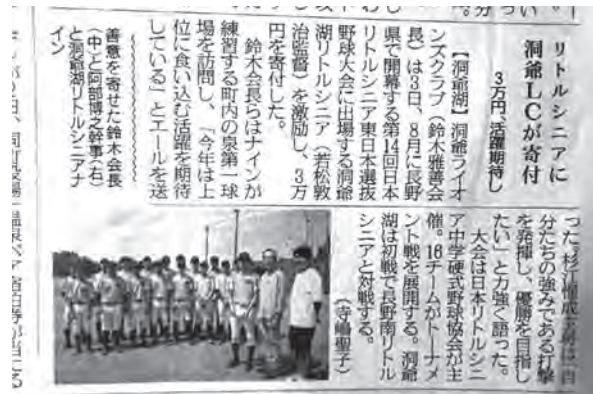 リトルシニアに
洞爺LCが寄付
3万円、活躍期待し
【洞爺湖】洞爺ライオ
ンズクラブ(鈴木雅善会
長)は3日、8月に長野
県で開幕する第14回日本
リトルシニア東日本選抜
野球大会に出場する洞爺
湖リトルシニア(若松敦
治監督)を激励し、3万
円を寄付した。
鈴木会長らはナインが
練習する町内の泉第一球
場を訪問し、「今年は上
位に食い込む活躍を期待
している」とエールを送
った。
分たちの強みである打撃
を発揮し、優勝を目指し
たい」と力強く語った。
大会は日本リトルシニ
ア中学硬式野球協会が主
催。16チームがトーナメ
ント戦を展開する。洞爺
湖は初戦で長野南リトル
シニアと対戦する。
(寺嶋聖子)
善意を寄せた鈴木会長
(中)と阿部博之幹事(右)
と洞爺湖リトルシニアナ
イン